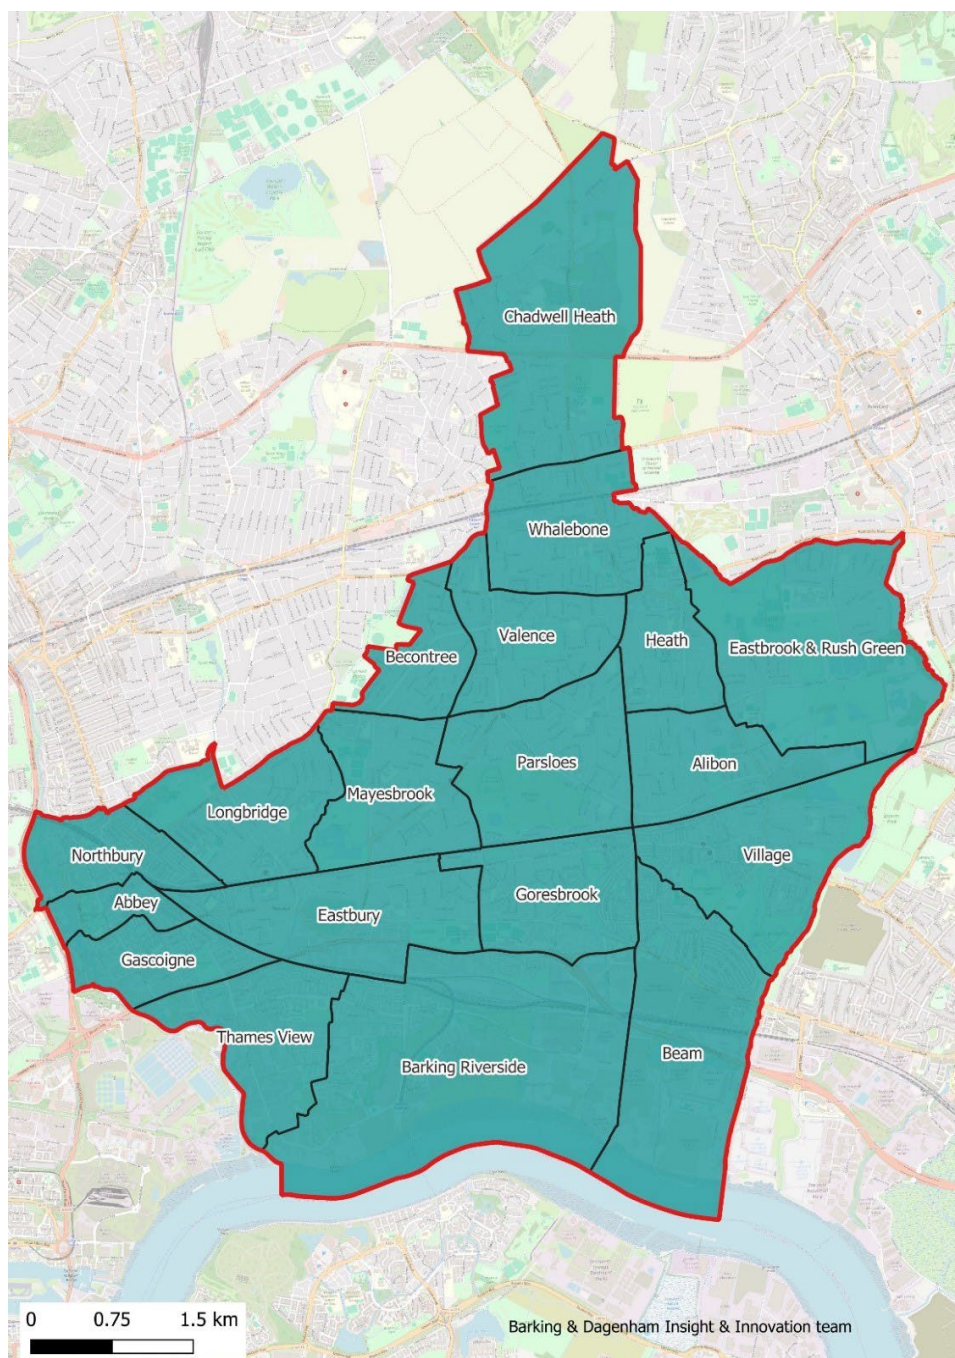 Chadwell Heath
Whalebone
Valence
Heath
Becontree
Eastbrook & Rush Green
Parsloes
Alibon
Mayesbrook
Longbridge
Northbury
Village
Abbey
Eastbury
Goresbrook
Gascoigne
Thames View
Barking Riverside
Beam
0 0.75 1.5 km
Barking & Dagenham Insight & Innovation team